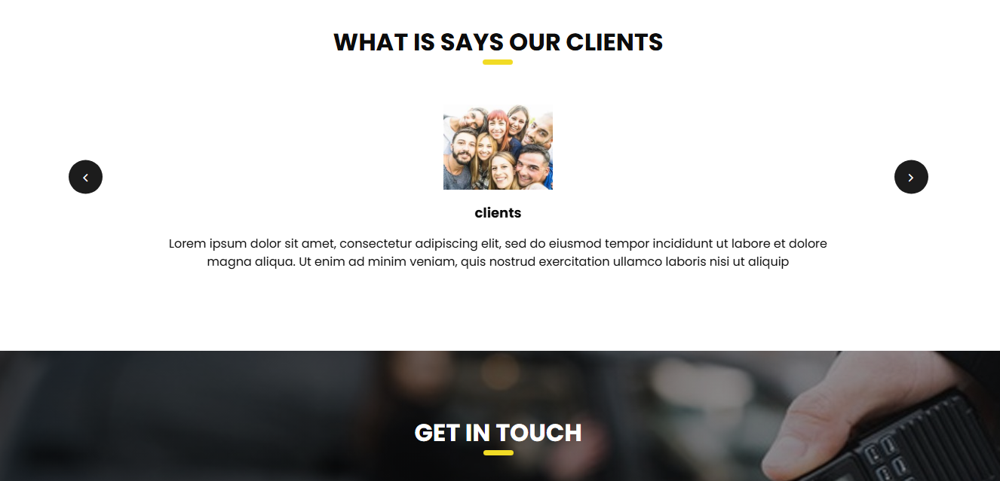 WHAT IS SAYS OUR CLIENTS
clients
Lorem ipsum dolor sit amet, consectetur adipiscing elit, sed do eiusmod tempor incididunt ut labore et dolore
magna aliqua. Ut enim ad minim veniam, quis nostrud exercitation ullamco laboris nisi ut aliquip
GET IN TOUCH